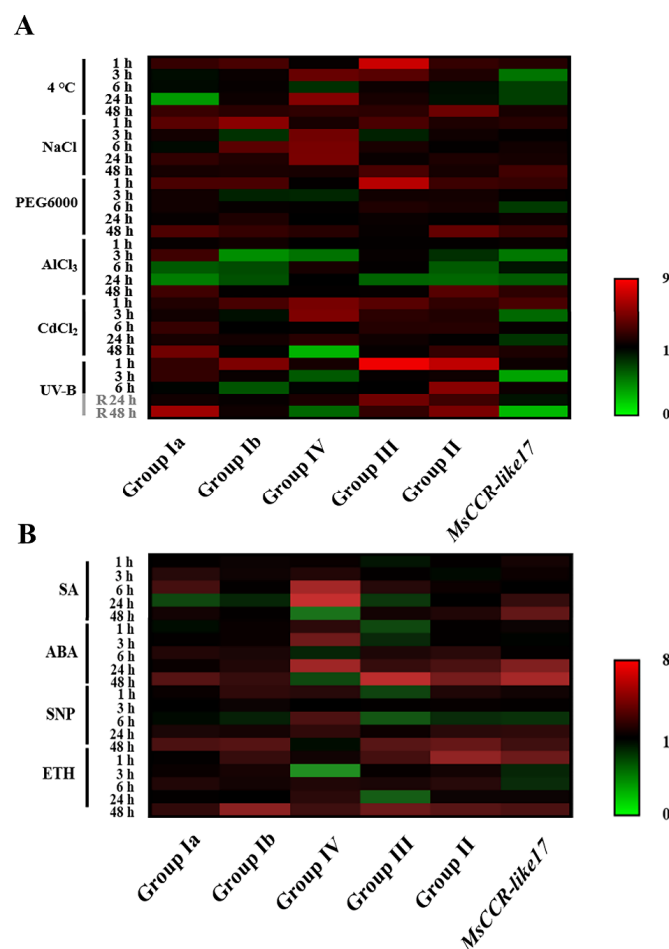 A
4 °C
1 h
3 h
6 h
24 h
48 h
NaCl
1 h
3 h
6 h
24 h
48 h
PEG6000
1 h
3 h
6 h
24 h
48 h
AlCl₃
1 h
3 h
6 h
24 h
48 h
CdCl₂
1 h
3 h
6 h
24 h
48 h
UV-B
1 h
3 h
6 h
R 24 h
R 48 h
9
1
0
Group Ia
Group Ib
Group IV
Group III
Group II
MsCCR-like17
B
SA
1 h
3 h
6 h
24 h
48 h
ABA
1 h
3 h
6 h
24 h
48 h
SNP
1 h
3 h
6 h
24 h
48 h
ETH
1 h
3 h
6 h
24 h
48 h
8
1
0
Group Ia
Group Ib
Group IV
Group III
Group II
MsCCR-like17